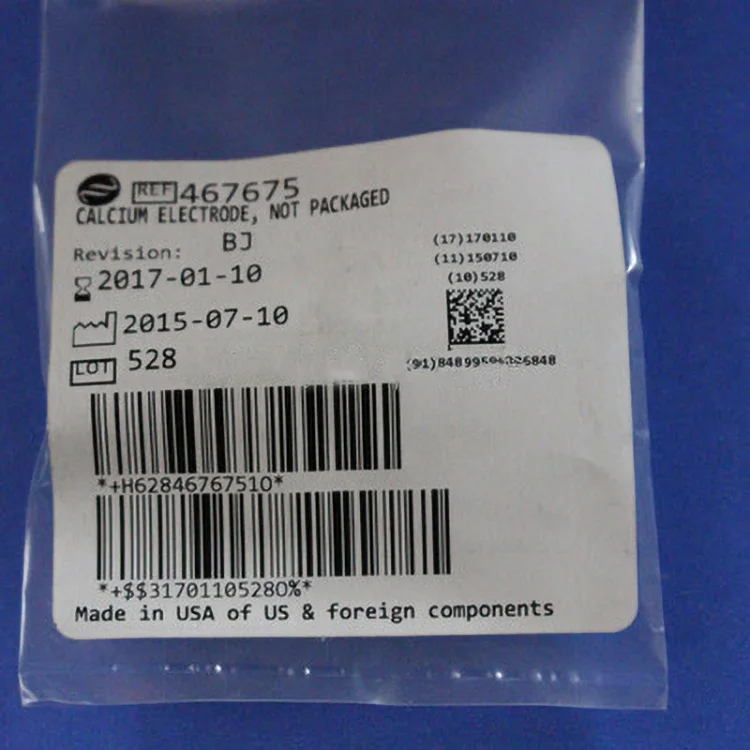 REF 467675
CALCIUM ELECTRODE, NOT PACKAGED
Revision: BJ
2017-01-10
2015-07-10
LOT 528
(17)170110
(11)150710
(10)528
*+H62846767510*
*+$$3170110528O%*
Made in USA of US & foreign components